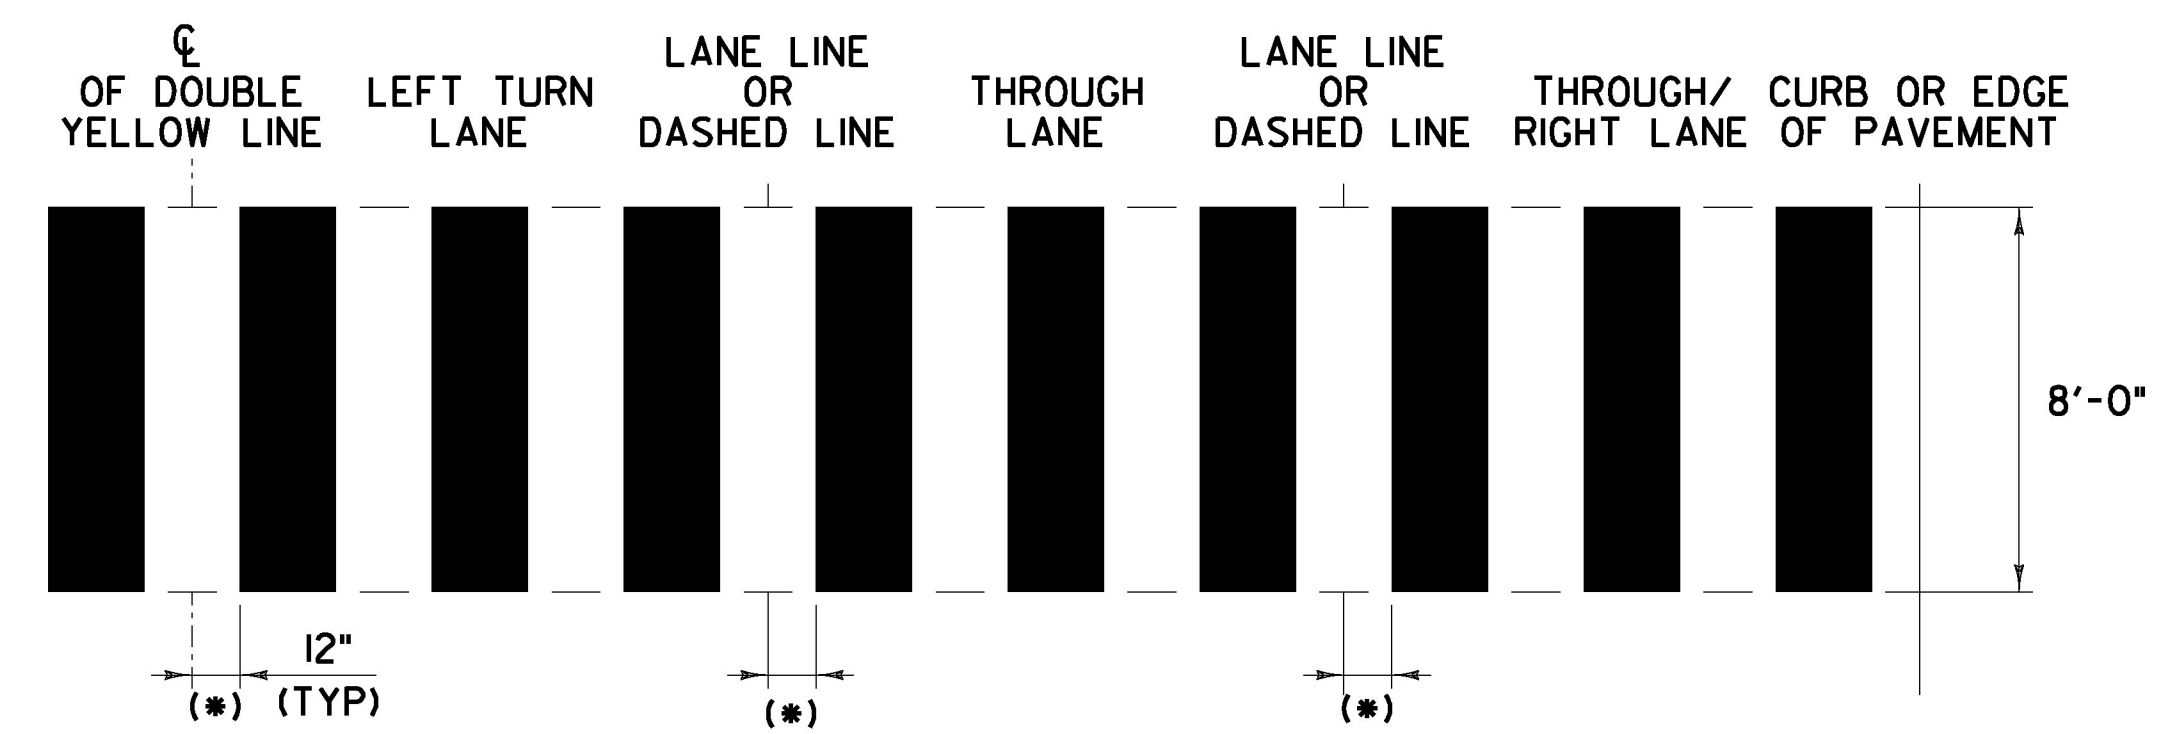 ℄
OF DOUBLE
YELLOW LINE
LEFT TURN
LANE
LANE LINE
OR
DASHED LINE
THROUGH
LANE
LANE LINE
OR
DASHED LINE
THROUGH/
RIGHT LANE
CURB OR EDGE
OF PAVEMENT
8'-0"
12"
(TYP)
(*)
(*)
(*)